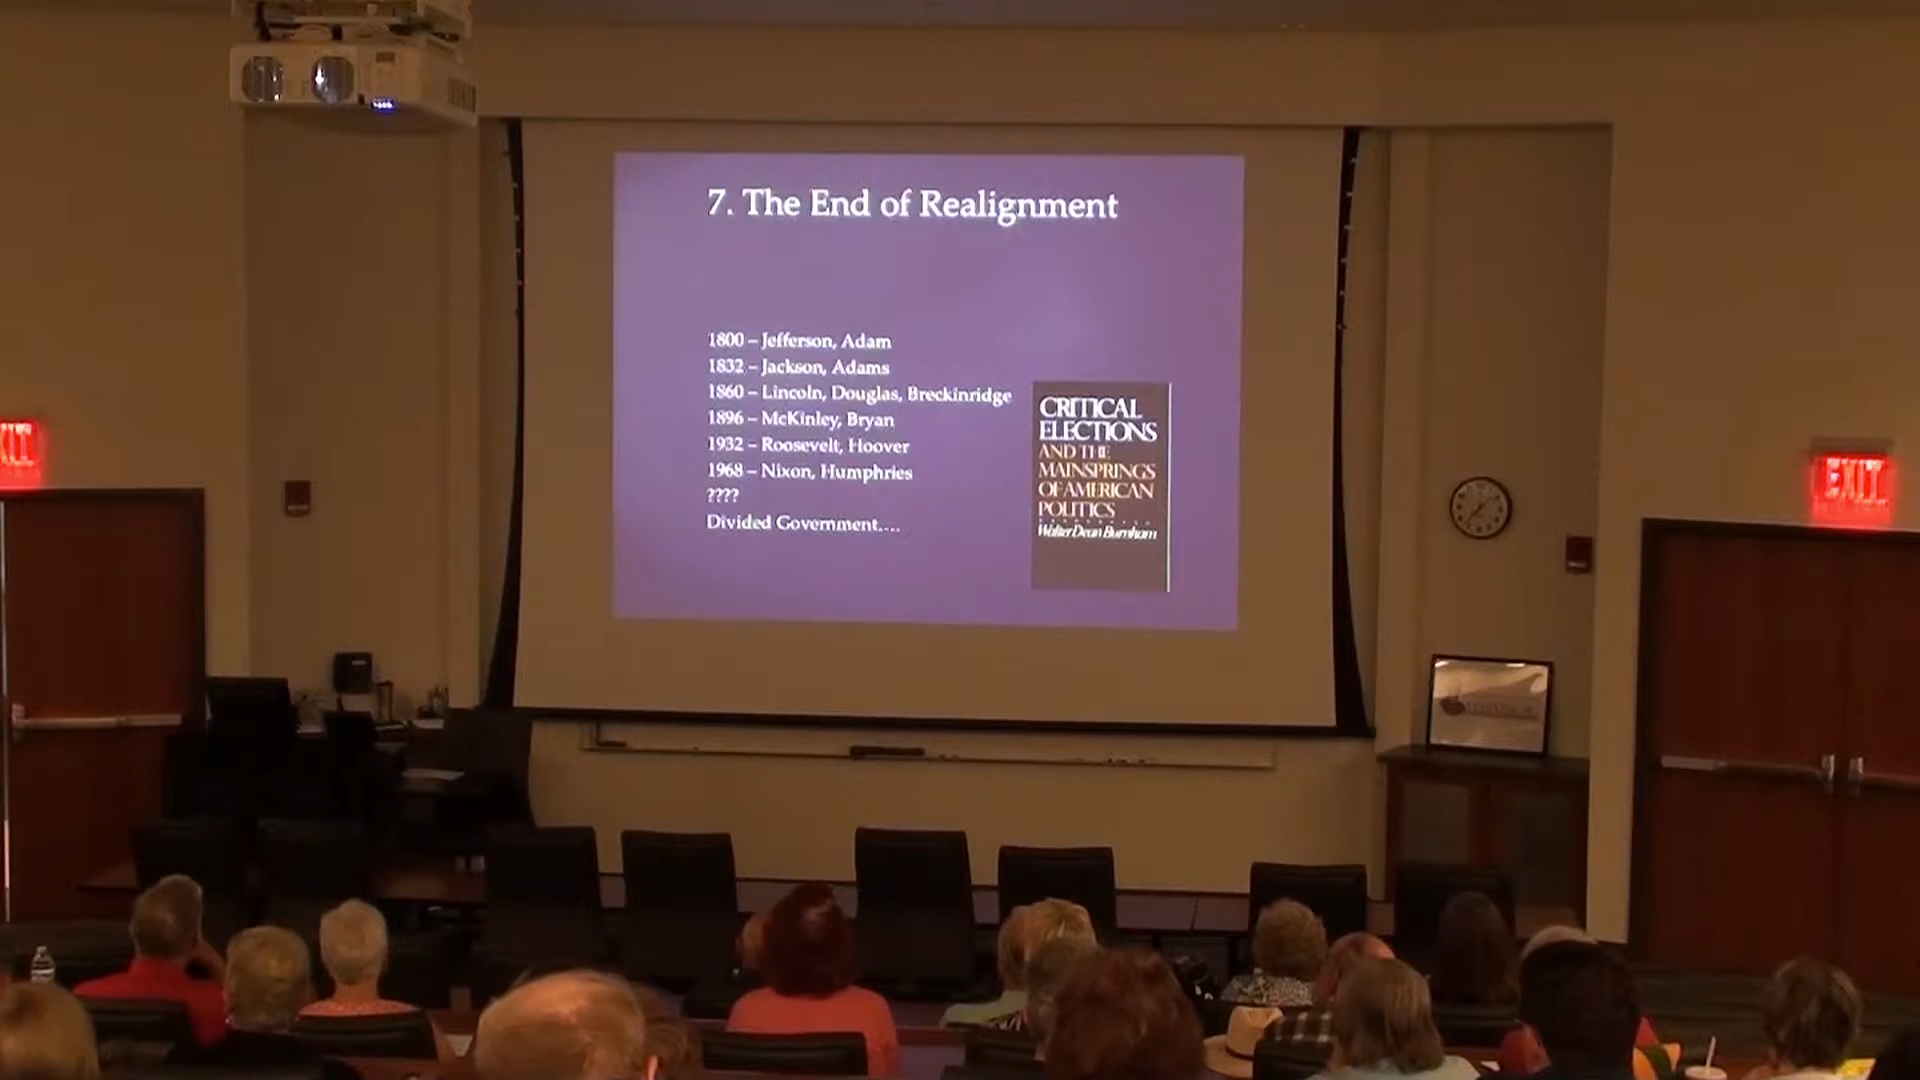 7. The End of Realignment
1800 – Jefferson, Adam
1832 – Jackson, Adams
1860 – Lincoln, Douglas, Breckinridge
1896 – McKinley, Bryan
1932 – Roosevelt, Hoover
1968 – Nixon, Humphries
????
Divided Government....
CRITICAL
ELECTIONS
AND THE
MAINSPRINGS
OF AMERICAN
POLITICS
Walter Dean Burnham
EXIT
EXIT